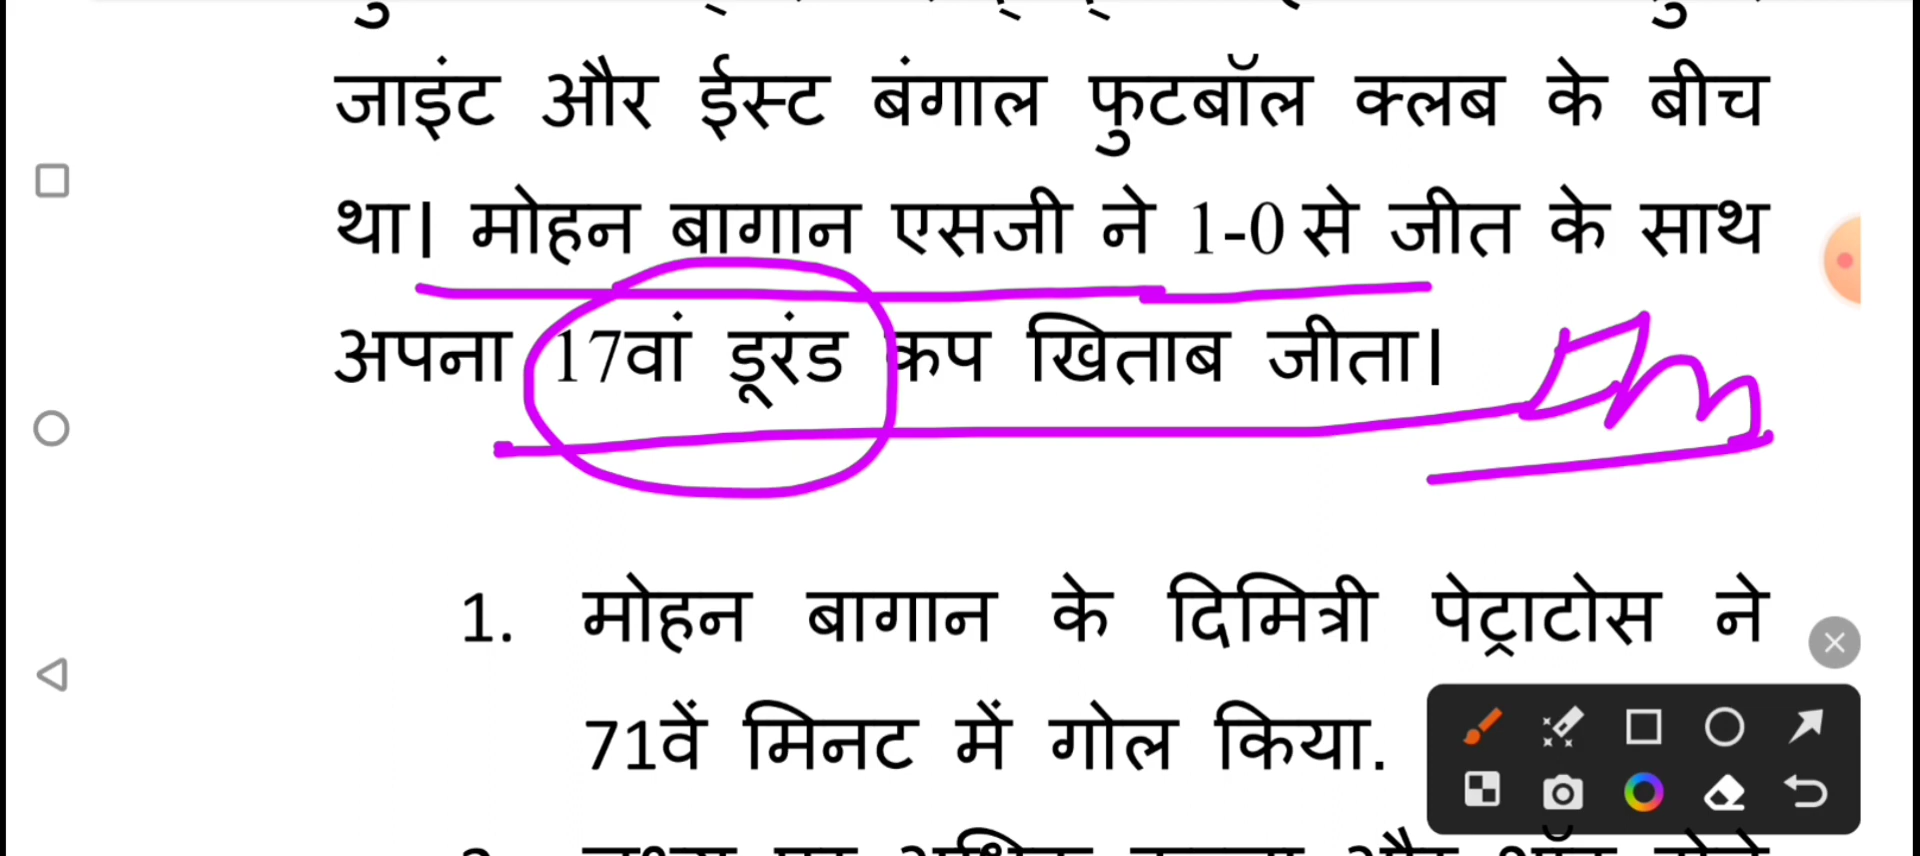 जाइंट और ईस्ट बंगाल फुटबॉल क्लब के बीच
था। मोहन बागान एसजी ने 1-0 से जीत के साथ
अपना 17वां डूरंड कप खिताब जीता।
1. मोहन बागान के दिमित्री पेट्राटोस ने
71वें मिनट में गोल किया.